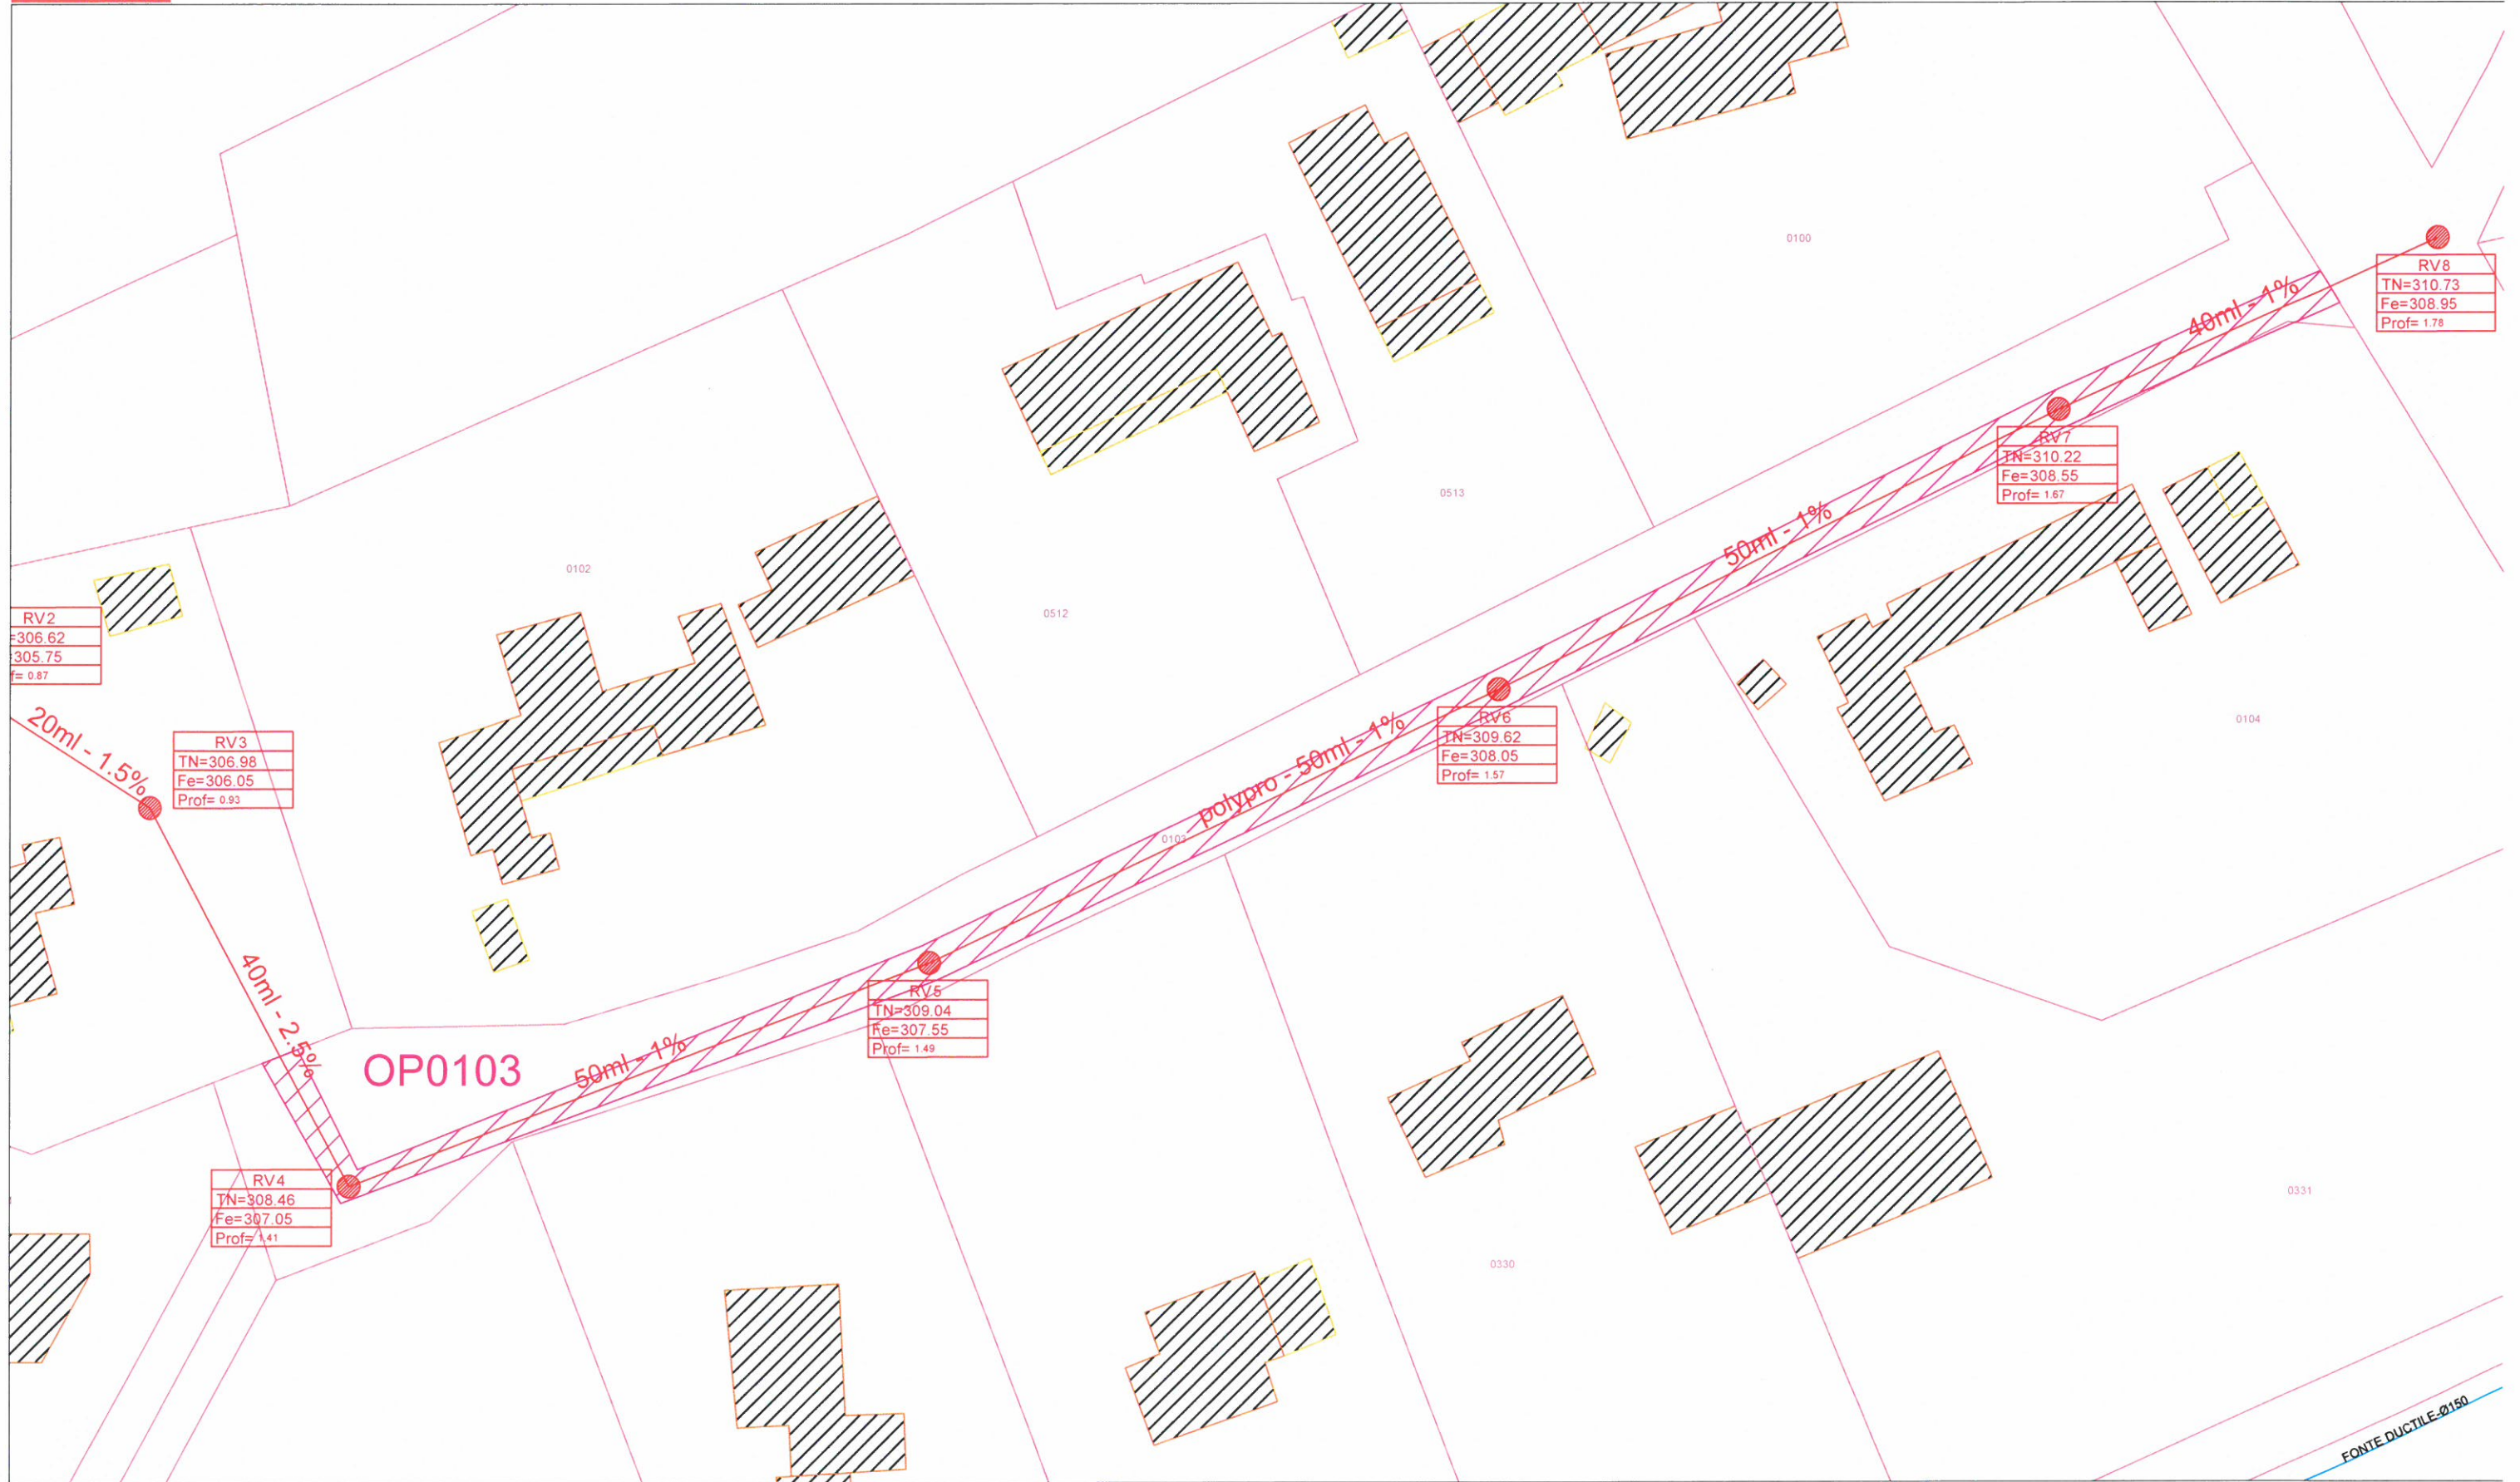 0100
RV8
TN=310.73
Fe=308.95
Prof= 1.78
40ml - 1%
RV7
TN=310.22
Fe=308.55
Prof= 1.67
0513
50ml - 1%
0102
0512
RV2
=306.62
305.75
f= 0.87
20ml - 1.5%
RV3
TN=306.98
Fe=306.05
Prof= 0.93
RV6
TN=309.62
Fe=308.05
Prof= 1.57
0104
polypro - 50ml - 1%
0103
40ml - 2.5%
RV5
TN=309.04
Fe=307.55
Prof= 1.49
OP0103
50ml - 1%
RV4
TN=308.46
Fe=307.05
Prof= 1.41
0331
0330
FONTE DUCTILE-Ø150